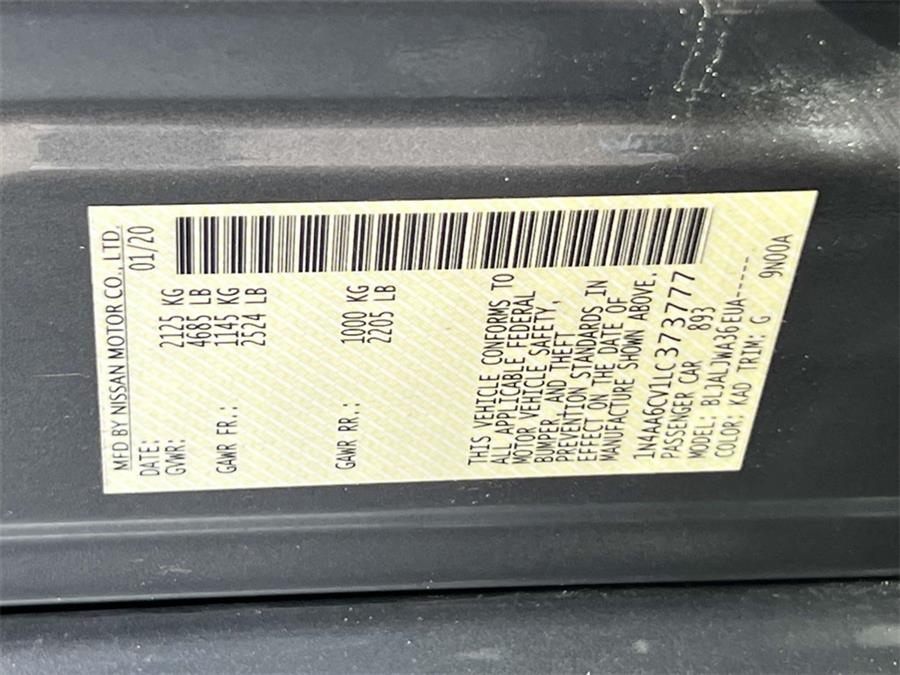 MFD BY NISSAN MOTOR CO., LTD.
DATE: 01/20
GVWR: 2125 KG
4685 LB
GAWR FR.: 1145 KG
2524 LB
GAWR RR.: 1000 KG
2205 LB
THIS VEHICLE CONFORMS TO
ALL APPLICABLE FEDERAL
MOTOR VEHICLE SAFETY,
BUMPER, AND THEFT
PREVENTION STANDARDS IN
EFFECT ON THE DATE OF
MANUFACTURE SHOWN ABOVE.
1N4AA6CV1LC373777
PASSENGER CAR 893
MODEL: BLJALJWA36EUA-----
COLOR: KAD TRIM: G
9N00A